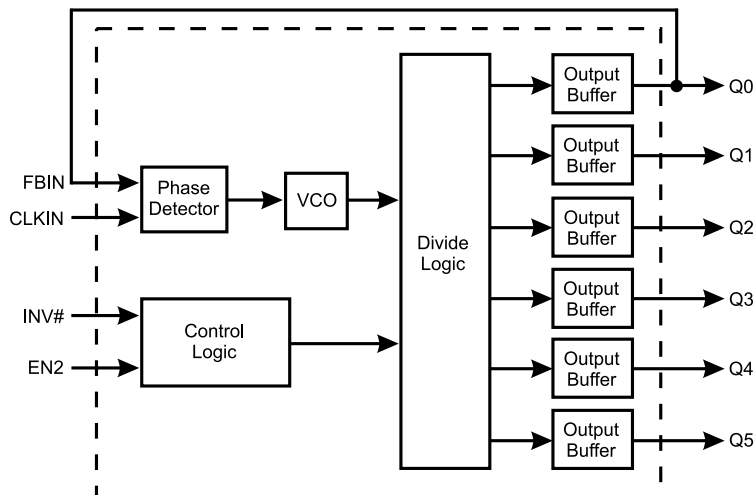 Output
Buffer
Q0
Output
Buffer
Q1
FBIN
Phase
Detector
VCO
CLKIN
Output
Buffer
Q2
Divide
Logic
Output
Buffer
Q3
INV#
Control
Logic
EN2
Output
Buffer
Q4
Output
Buffer
Q5